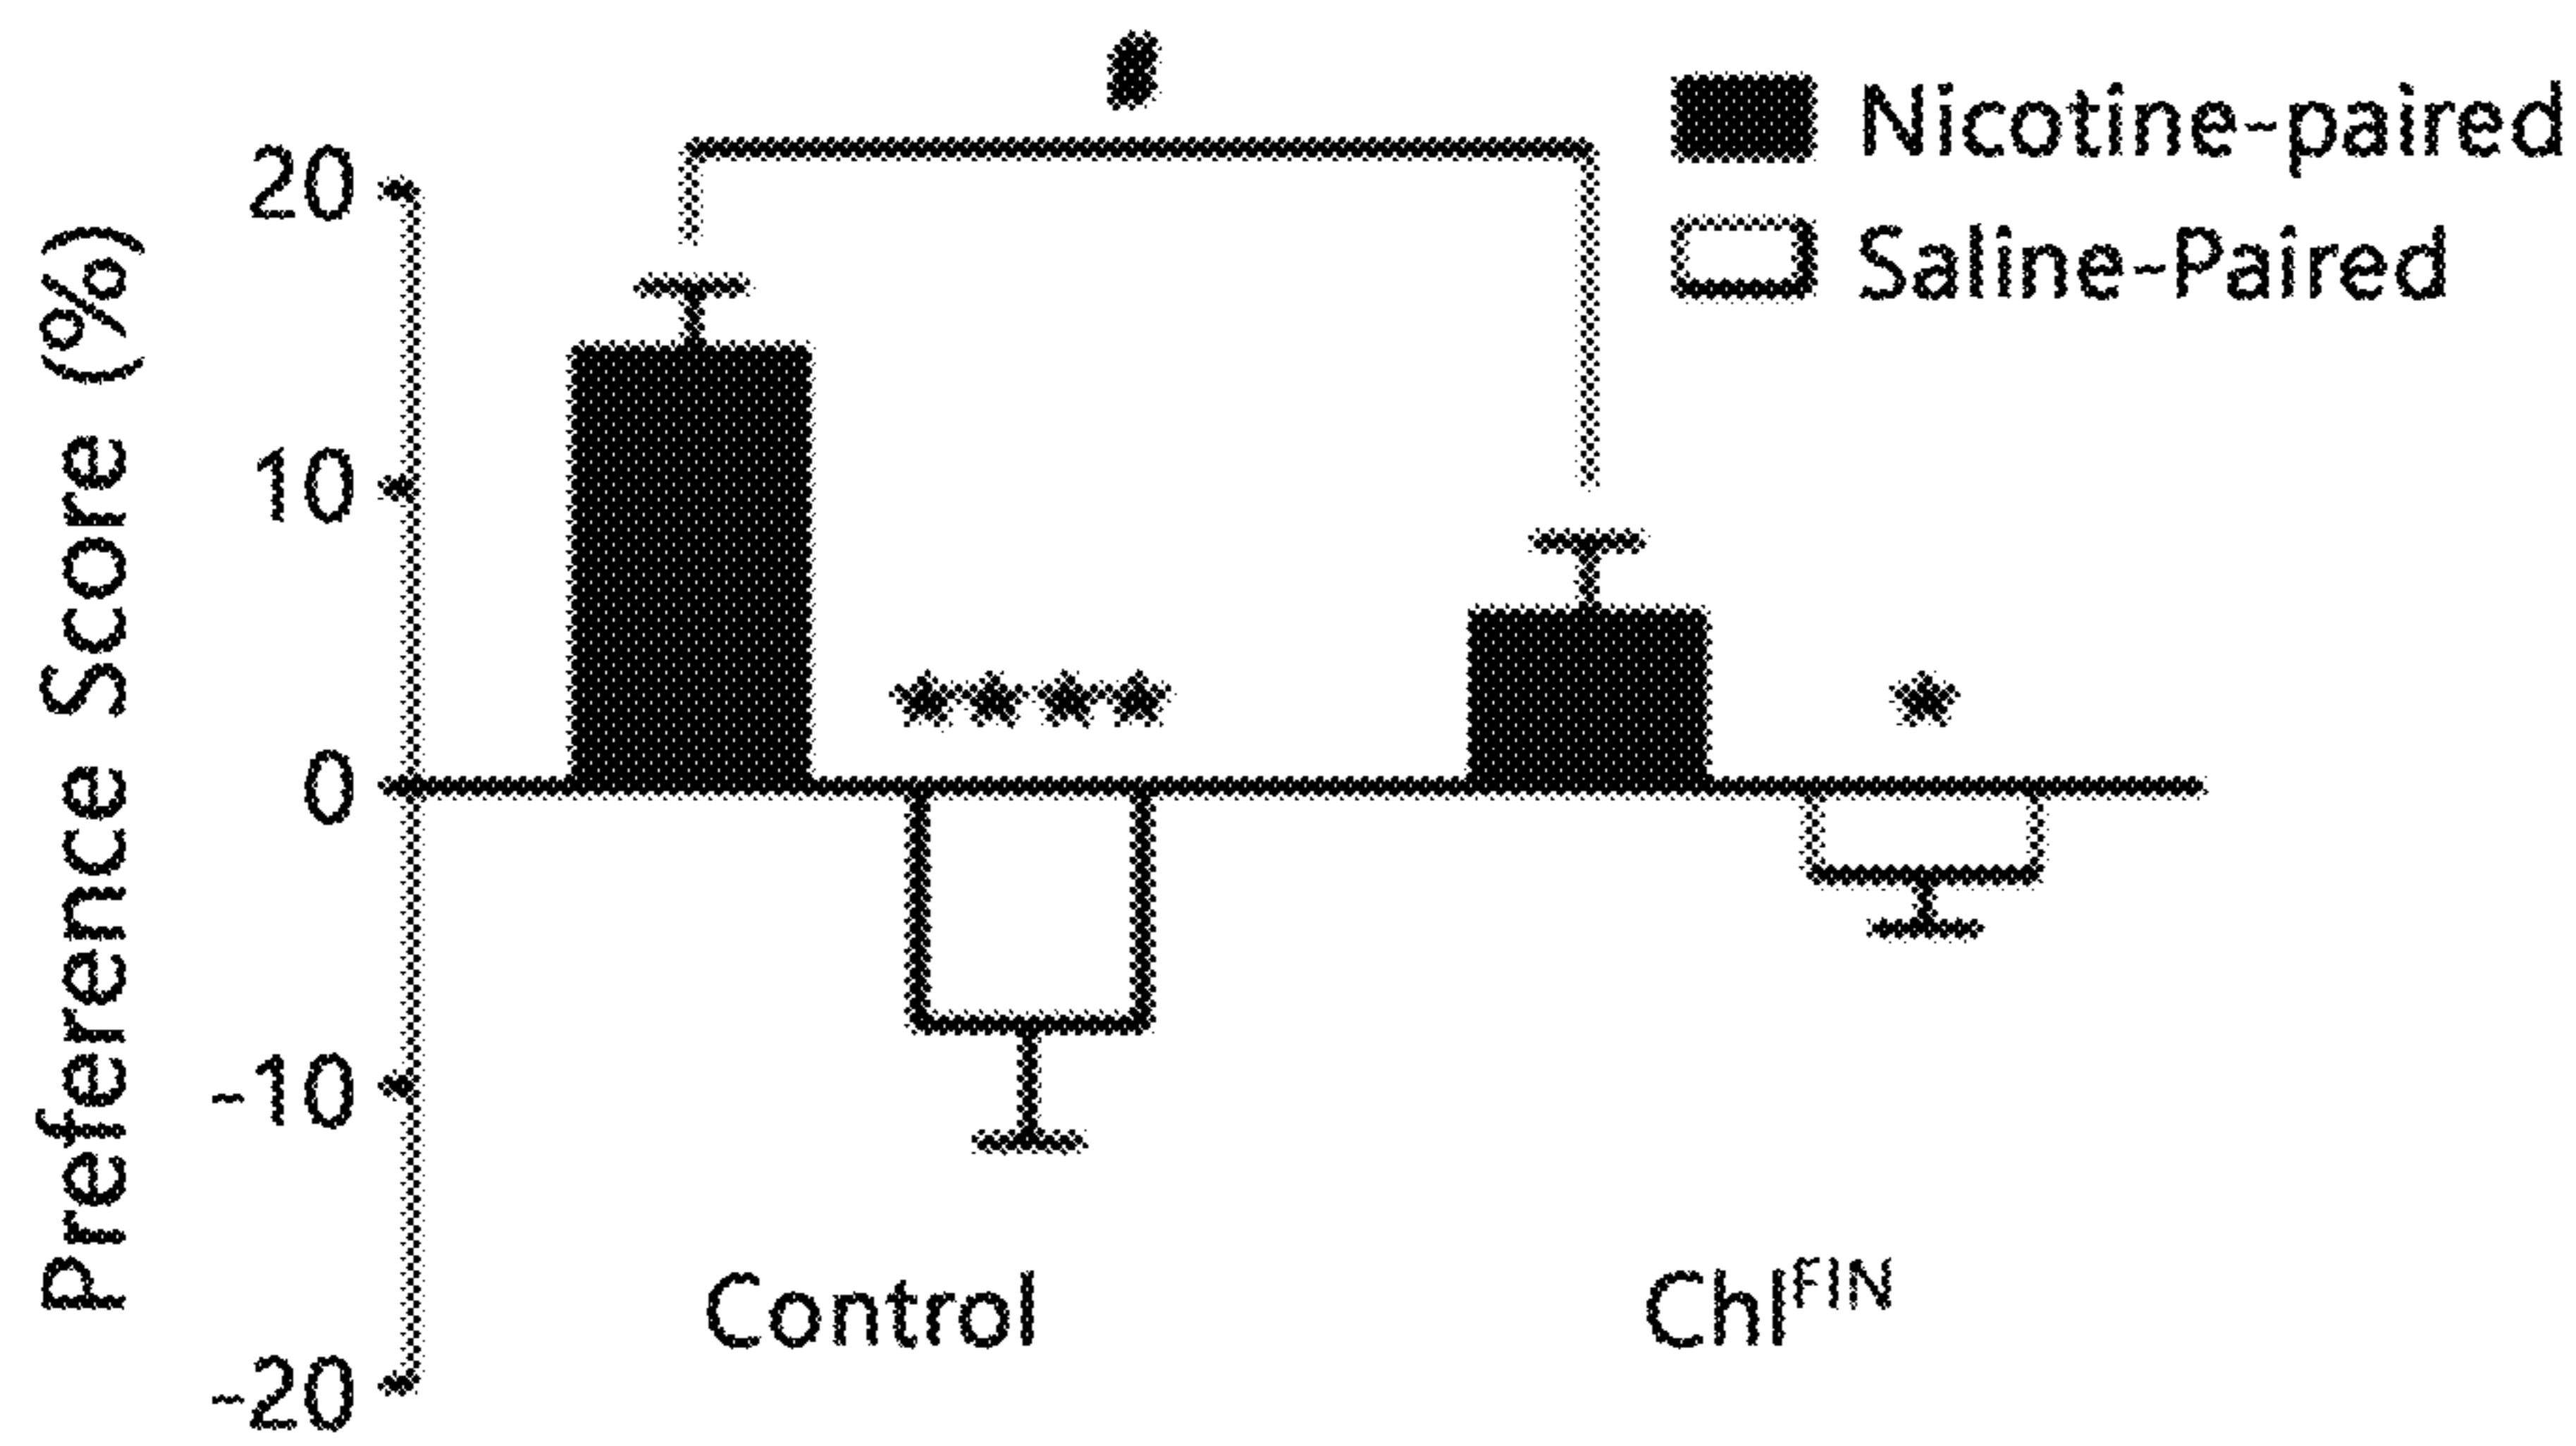 #
Nicotine-paired
Saline-Paired
Preference Score (%)
20
10
0
-10
-20
****
*
Control
Chl^FIN